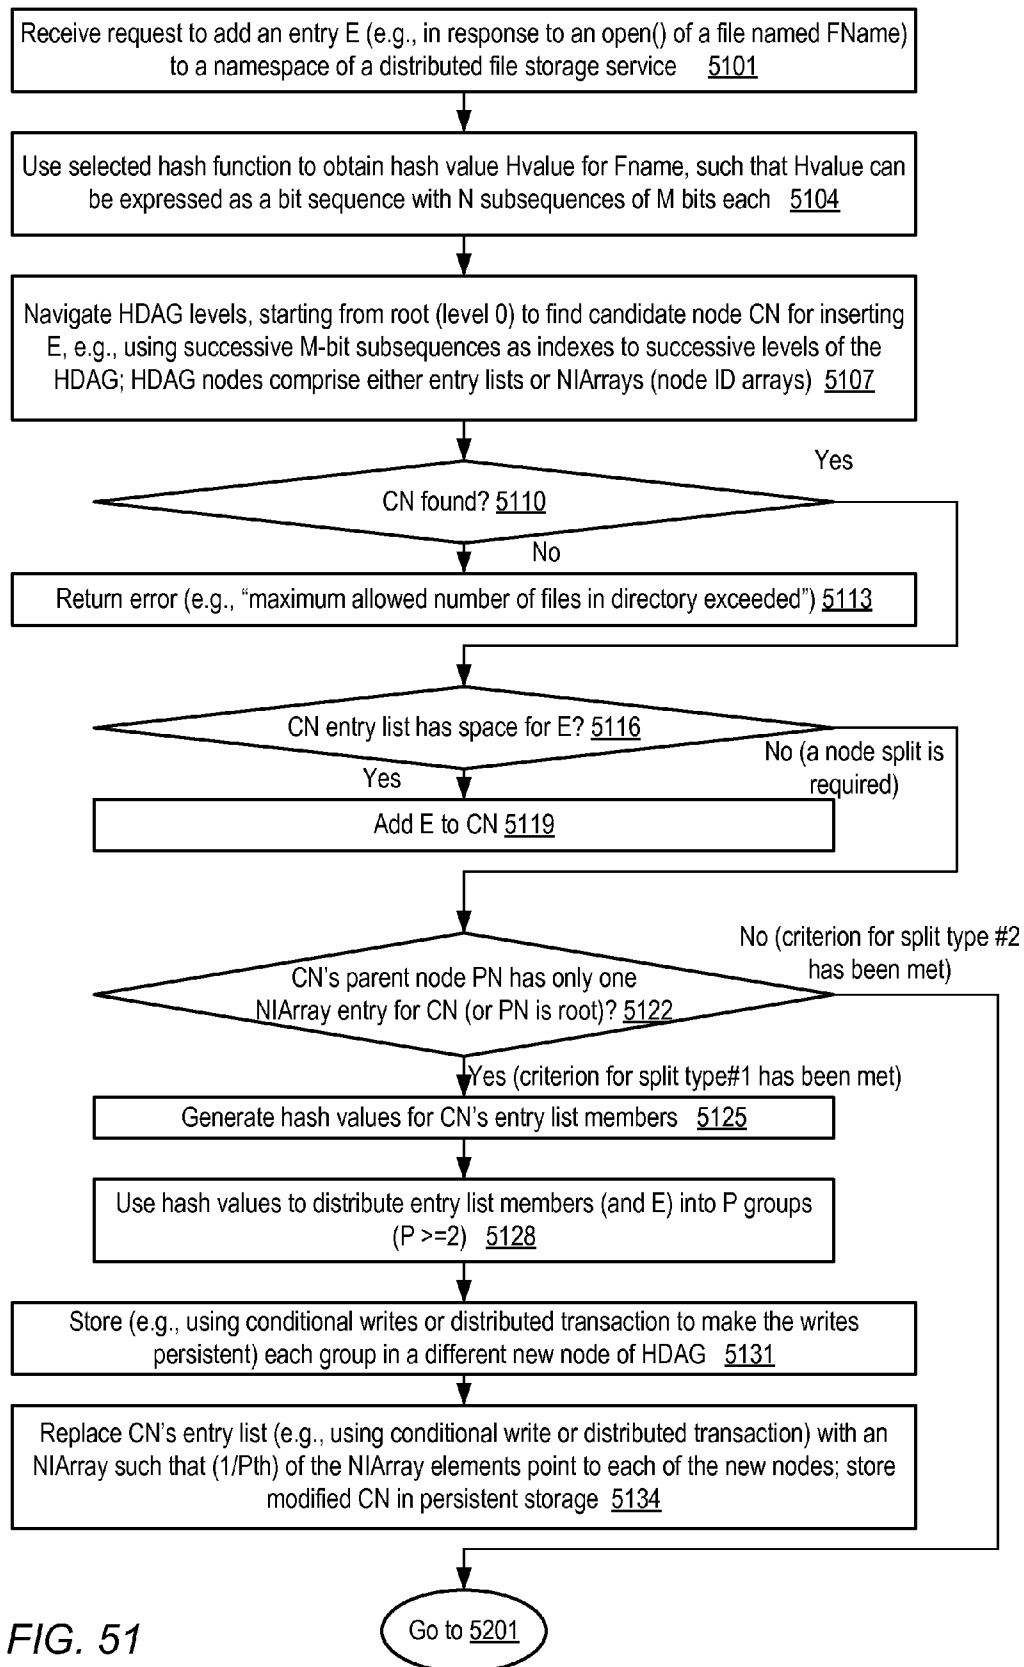 Receive request to add an entry E (e.g., in response to an open() of a file named FName)
to a namespace of a distributed file storage service 5101
Use selected hash function to obtain hash value Hvalue for Fname, such that Hvalue can
be expressed as a bit sequence with N subsequences of M bits each 5104
Navigate HDAG levels, starting from root (level 0) to find candidate node CN for inserting
E, e.g., using successive M-bit subsequences as indexes to successive levels of the
HDAG; HDAG nodes comprise either entry lists or NIArrays (node ID arrays) 5107
Yes
CN found? 5110
No
Return error (e.g., “maximum allowed number of files in directory exceeded”) 5113
CN entry list has space for E? 5116
No (a node split is
required)
Yes
Add E to CN 5119
No (criterion for split type #2
has been met)
CN’s parent node PN has only one
NIArray entry for CN (or PN is root)? 5122
Yes (criterion for split type#1 has been met)
Generate hash values for CN’s entry list members 5125
Use hash values to distribute entry list members (and E) into P groups
(P >=2) 5128
Store (e.g., using conditional writes or distributed transaction to make the writes
persistent) each group in a different new node of HDAG 5131
Replace CN’s entry list (e.g., using conditional write or distributed transaction) with an
NIArray such that (1/Pth) of the NIArray elements point to each of the new nodes; store
modified CN in persistent storage 5134
Go to 5201
FIG. 51